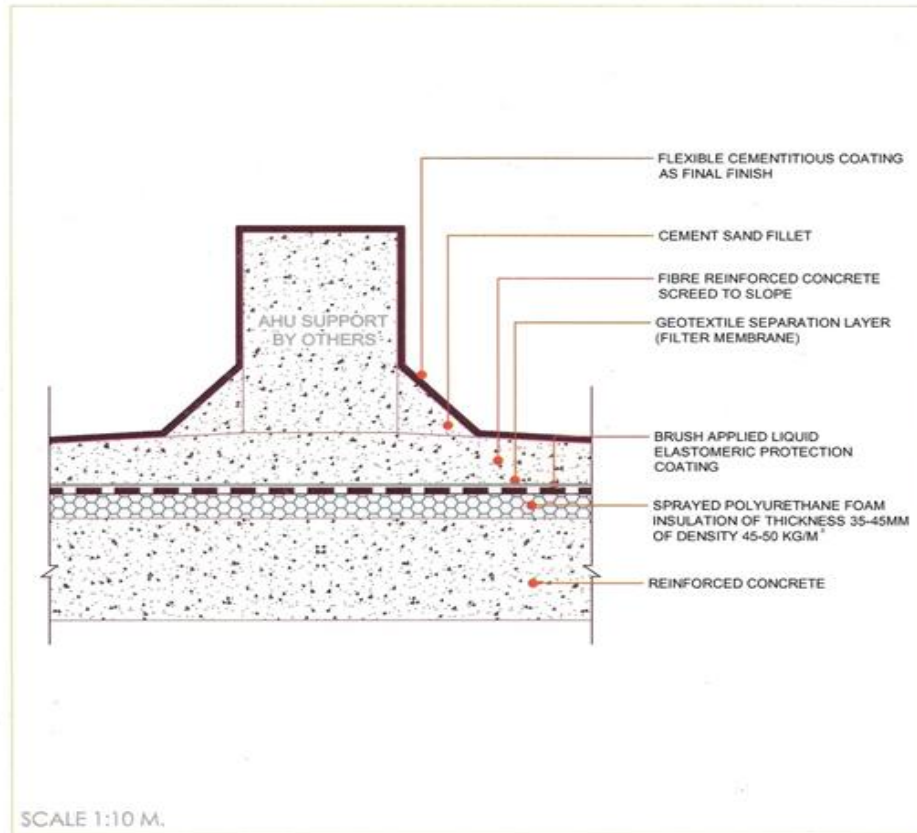 FLEXIBLE CEMENTITIOUS COATING
AS FINAL FINISH
CEMENT SAND FILLET
FIBRE REINFORCED CONCRETE
SCREED TO SLOPE
AHU SUPPORT
BY OTHERS
GEOTEXTILE SEPARATION LAYER
(FILTER MEMBRANE)
BRUSH APPLIED LIQUID
ELASTOMERIC PROTECTION
COATING
SPRAYED POLYURETHANE FOAM
INSULATION OF THICKNESS 35-45MM
OF DENSITY 45-50 KG/M³
REINFORCED CONCRETE
SCALE 1:10 M.